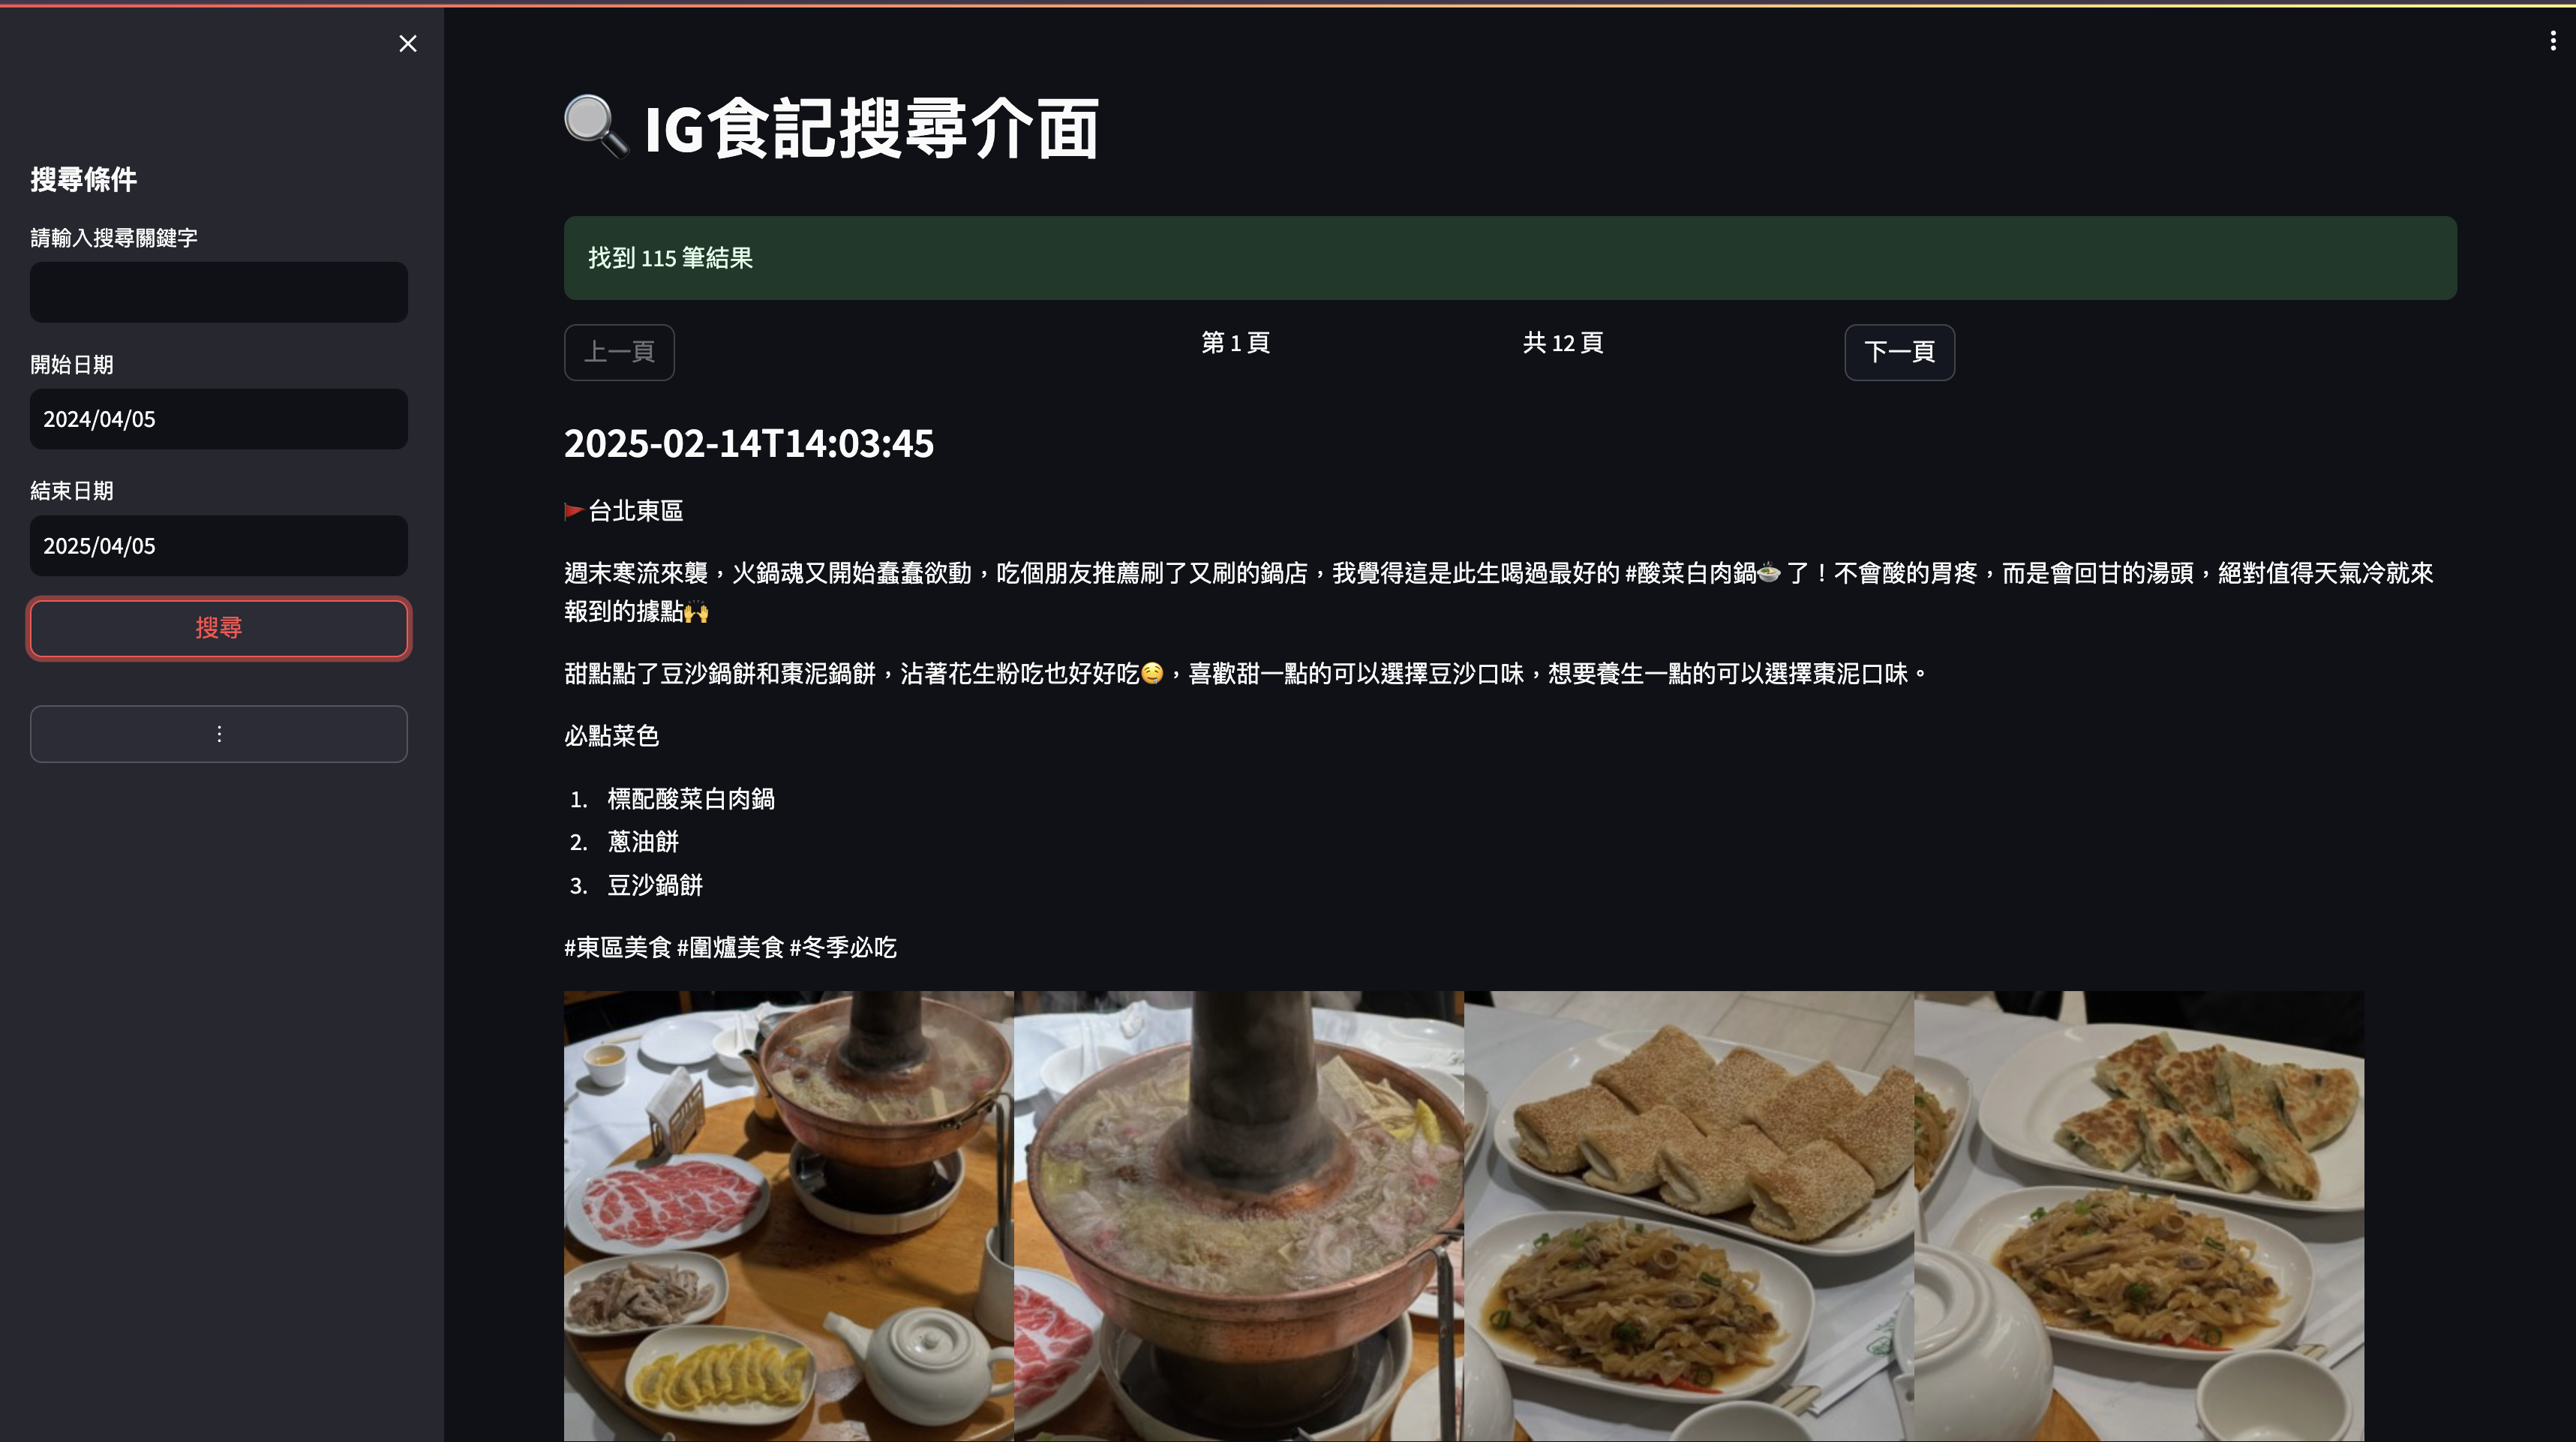 搜尋條件
請輸入搜尋關鍵字
開始日期
2024/04/05
結束日期
2025/04/05
搜尋
⋮
🔍 IG食記搜尋介面
找到 115 筆結果
上一頁
第 1 頁
共 12 頁
下一頁
2025-02-14T14:03:45
🚩台北東區
週末寒流來襲，火鍋魂又開始蠢蠢欲動，吃個朋友推薦刷了又刷的鍋店，我覺得這是此生喝過最好的 #酸菜白肉鍋🍲 了！不會酸的胃疼，而是會回甘的湯頭，絕對值得天氣冷就來
報到的據點🙌
甜點點了豆沙鍋餅和棗泥鍋餅，沾著花生粉吃也好好吃🤤，喜歡甜一點的可以選擇豆沙口味，想要養生一點的可以選擇棗泥口味。
必點菜色
1. 標配酸菜白肉鍋
2. 蔥油餅
3. 豆沙鍋餅
#東區美食 #圍爐美食 #冬季必吃